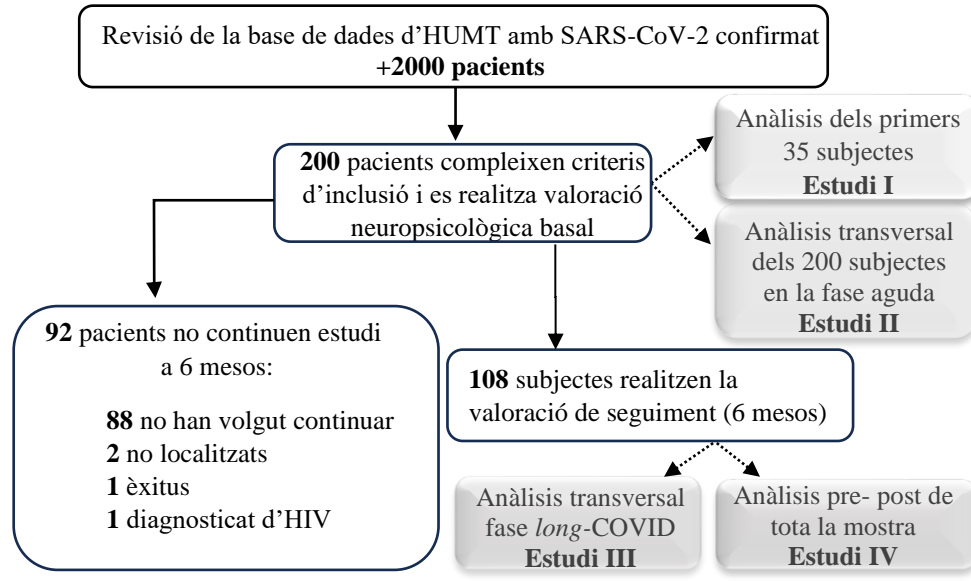 Revisió de la base de dades d’HUMT amb SARS-CoV-2 confirmat
+2000 pacients
200 pacients compleixen criteris
d’inclusió i es realitza valoració
neuropsicològica basal
Anàlisis dels primers
35 subjectes
Estudi I
Anàlisis transversal
dels 200 subjectes
en la fase aguda
Estudi II
92 pacients no continuen estudi
a 6 mesos:
88 no han volgut continuar
2 no localitzats
1 èxitus
1 diagnosticat d’HIV
108 subjectes realitzen la
valoració de seguiment (6 mesos)
Anàlisis transversal
fase long-COVID
Estudi III
Anàlisis pre- post de
tota la mostra
Estudi IV